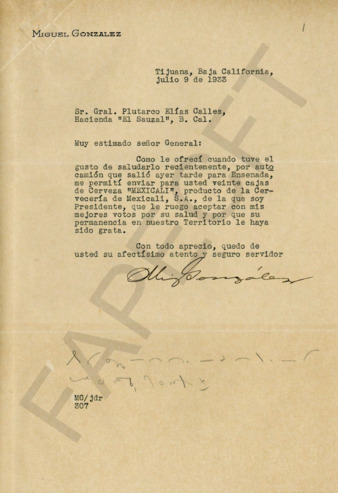 MIGUEL GONZALEZ
1
Tijuana, Baja California,
julio 9 de 1933
Sr. Gral. Plutarco Elías Calles,
Hacienda "El Sauzal", B. Cal.
Muy estimado señor General:
Como le ofrecí cuando tuve el
gusto de saludarlo recientemente, por auto
camión que salió ayer tarde para Ensenada,
me permití enviar para usted veinte cajas
de Cerveza "MEXICALI", producto de la Cer-
vecería de Mexicali, S.A., de la que soy
Presidente, que le ruego aceptar con mis
mejores votos por su salud y por que su
permanencia en nuestro Territorio le haya
sido grata.
Con todo aprecio, quedo de
usted su afectísimo atento y seguro servidor
Mig González
MG/jdr
307
FAPECFT